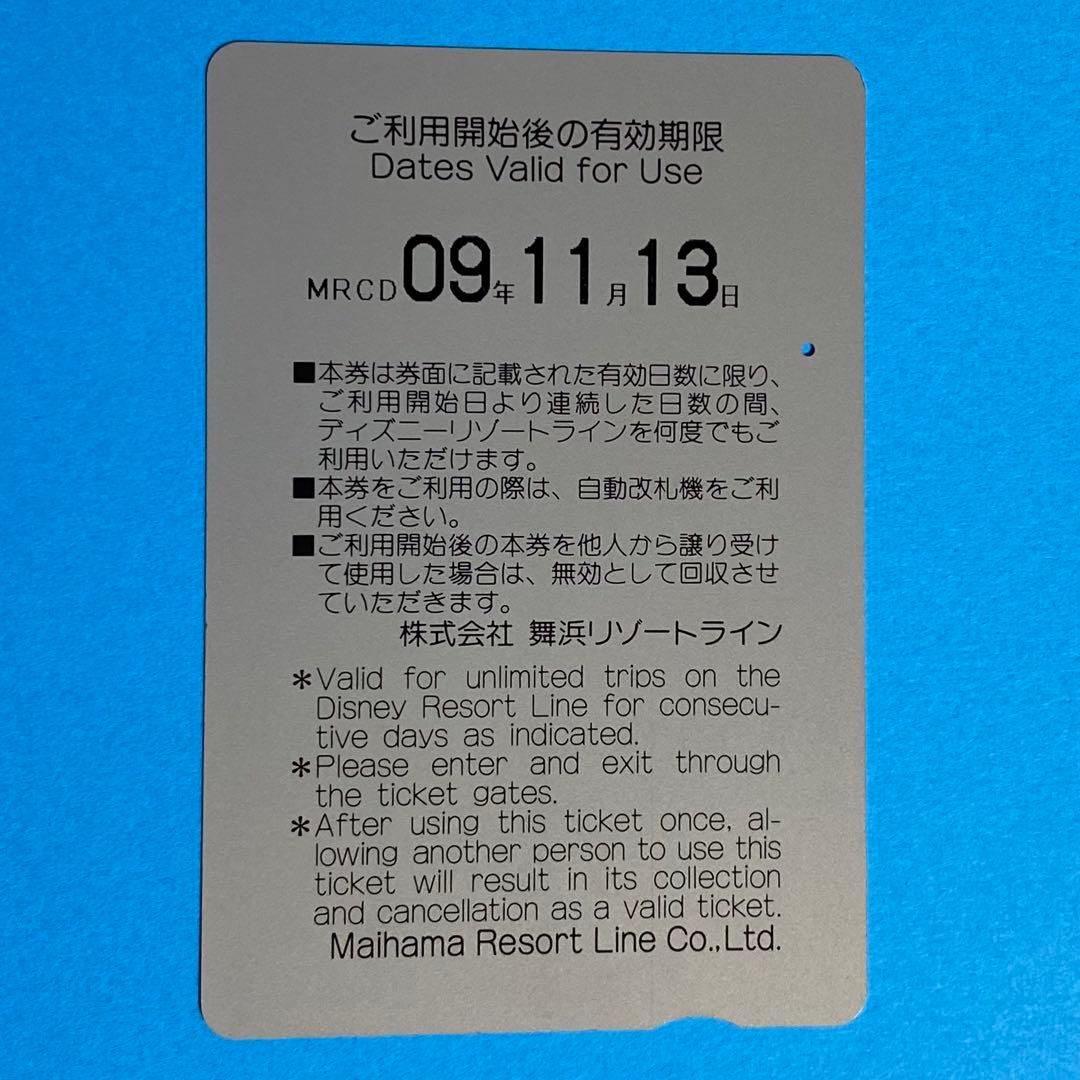 ご利用開始後の有効期限
Dates Valid for Use
MRCD 09年11月13日
■本券は券面に記載された有効日数に限り、
ご利用開始日より連続した日数の間、
ディズニーリゾートラインを何度でもご
利用いただけます。
■本券をご利用の際は、自動改札機をご利
用ください。
■ご利用開始後の本券を他人から譲り受け
て使用した場合は、無効として回収させ
ていただきます。
株式会社 舞浜リゾートライン
*Valid for unlimited trips on the
Disney Resort Line for consecu-
tive days as indicated.
*Please enter and exit through
the ticket gates.
*After using this ticket once, al-
lowing another person to use this
ticket will result in its collection
and cancellation as a valid ticket.
Maihama Resort Line Co.,Ltd.